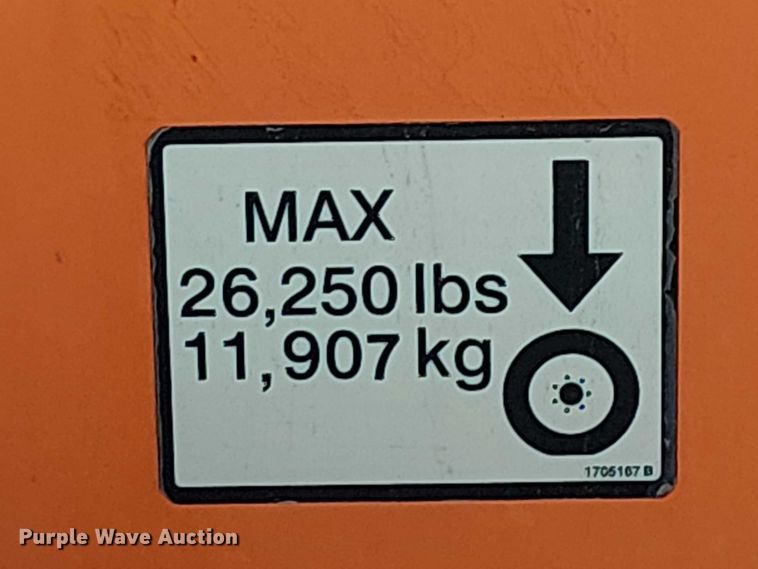 MAX
26,250 lbs
11,907 kg
1705167 B
Purple Wave Auction